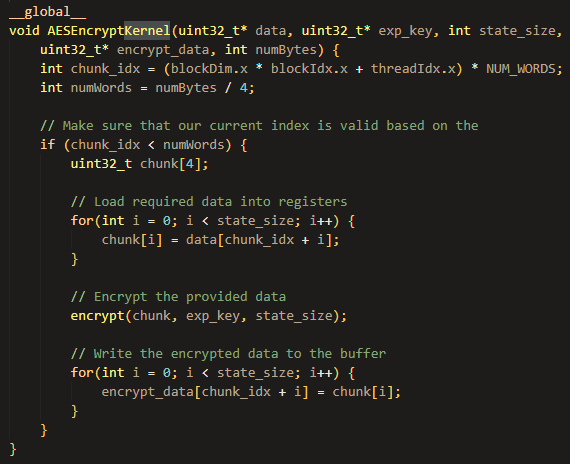 __global__
void AESEncryptKernel(uint32_t* data, uint32_t* exp_key, int state_size,
uint32_t* encrypt_data, int numBytes) {
int chunk_idx = (blockDim.x * blockIdx.x + threadIdx.x) * NUM_WORDS;
int numWords = numBytes / 4;
// Make sure that our current index is valid based on the
if (chunk_idx < numWords) {
uint32_t chunk[4];
// Load required data into registers
for(int i = 0; i < state_size; i++) {
chunk[i] = data[chunk_idx + i];
}
// Encrypt the provided data
encrypt(chunk, exp_key, state_size);
// Write the encrypted data to the buffer
for(int i = 0; i < state_size; i++) {
encrypt_data[chunk_idx + i] = chunk[i];
}
}
}